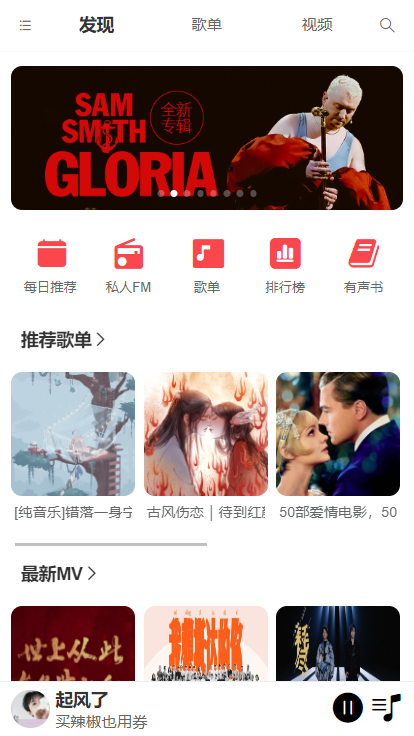 发现 歌单 视频
SAM
SMITH
GLORIA
全新
专辑
每日推荐 私人FM 歌单 排行榜 有声书
推荐歌单
[纯音乐]错落一身宁
古风伤恋｜待到红颜
50部爱情电影，50
最新MV
世上从此
起风了
买辣椒也用券